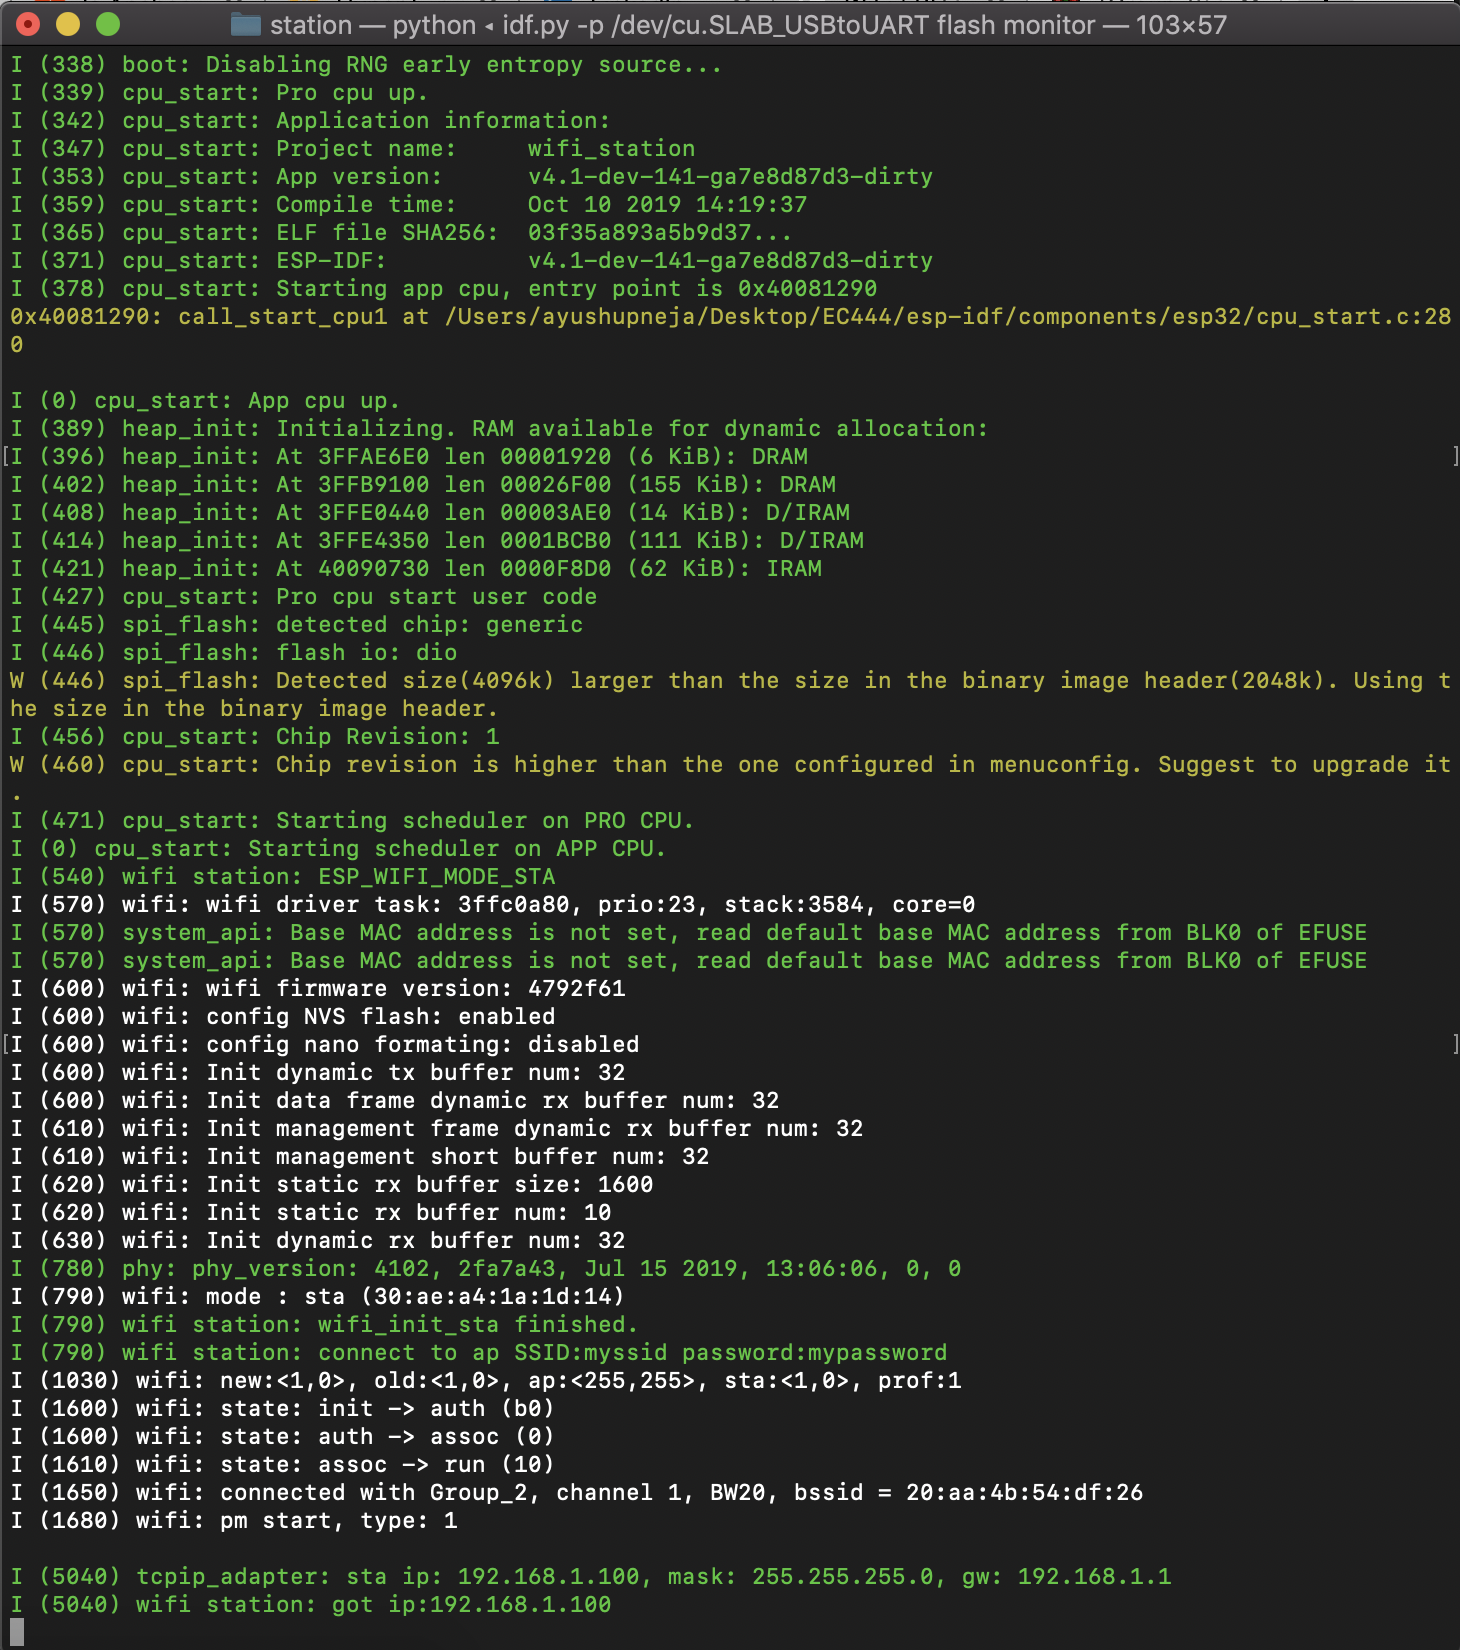 station — python ◂ idf.py -p /dev/cu.SLAB_USBtoUART flash monitor — 103×57
I (338) boot: Disabling RNG early entropy source...
I (339) cpu_start: Pro cpu up.
I (342) cpu_start: Application information:
I (347) cpu_start: Project name:     wifi_station
I (353) cpu_start: App version:      v4.1-dev-141-ga7e8d87d3-dirty
I (359) cpu_start: Compile time:     Oct 10 2019 14:19:37
I (365) cpu_start: ELF file SHA256:  03f35a893a5b9d37...
I (371) cpu_start: ESP-IDF:          v4.1-dev-141-ga7e8d87d3-dirty
I (378) cpu_start: Starting app cpu, entry point is 0x40081290
0x40081290: call_start_cpu1 at /Users/ayushupneja/Desktop/EC444/esp-idf/components/esp32/cpu_start.c:28
0
I (0) cpu_start: App cpu up.
I (389) heap_init: Initializing. RAM available for dynamic allocation:
[I (396) heap_init: At 3FFAE6E0 len 00001920 (6 KiB): DRAM ]
I (402) heap_init: At 3FFB9100 len 00026F00 (155 KiB): DRAM
I (408) heap_init: At 3FFE0440 len 00003AE0 (14 KiB): D/IRAM
I (414) heap_init: At 3FFE4350 len 0001BCB0 (111 KiB): D/IRAM
I (421) heap_init: At 40090730 len 0000F8D0 (62 KiB): IRAM
I (427) cpu_start: Pro cpu start user code
I (445) spi_flash: detected chip: generic
I (446) spi_flash: flash io: dio
W (446) spi_flash: Detected size(4096k) larger than the size in the binary image header(2048k). Using t
he size in the binary image header.
I (456) cpu_start: Chip Revision: 1
W (460) cpu_start: Chip revision is higher than the one configured in menuconfig. Suggest to upgrade it
.
I (471) cpu_start: Starting scheduler on PRO CPU.
I (0) cpu_start: Starting scheduler on APP CPU.
I (540) wifi station: ESP_WIFI_MODE_STA
I (570) wifi: wifi driver task: 3ffc0a80, prio:23, stack:3584, core=0
I (570) system_api: Base MAC address is not set, read default base MAC address from BLK0 of EFUSE
I (570) system_api: Base MAC address is not set, read default base MAC address from BLK0 of EFUSE
I (600) wifi: wifi firmware version: 4792f61
I (600) wifi: config NVS flash: enabled
[I (600) wifi: config nano formating: disabled ]
I (600) wifi: Init dynamic tx buffer num: 32
I (600) wifi: Init data frame dynamic rx buffer num: 32
I (610) wifi: Init management frame dynamic rx buffer num: 32
I (610) wifi: Init management short buffer num: 32
I (620) wifi: Init static rx buffer size: 1600
I (620) wifi: Init static rx buffer num: 10
I (630) wifi: Init dynamic rx buffer num: 32
I (780) phy: phy_version: 4102, 2fa7a43, Jul 15 2019, 13:06:06, 0, 0
I (790) wifi: mode : sta (30:ae:a4:1a:1d:14)
I (790) wifi station: wifi_init_sta finished.
I (790) wifi station: connect to ap SSID:myssid password:mypassword
I (1030) wifi: new:<1,0>, old:<1,0>, ap:<255,255>, sta:<1,0>, prof:1
I (1600) wifi: state: init -> auth (b0)
I (1600) wifi: state: auth -> assoc (0)
I (1610) wifi: state: assoc -> run (10)
I (1650) wifi: connected with Group_2, channel 1, BW20, bssid = 20:aa:4b:54:df:26
I (1680) wifi: pm start, type: 1
I (5040) tcpip_adapter: sta ip: 192.168.1.100, mask: 255.255.255.0, gw: 192.168.1.1
I (5040) wifi station: got ip:192.168.1.100